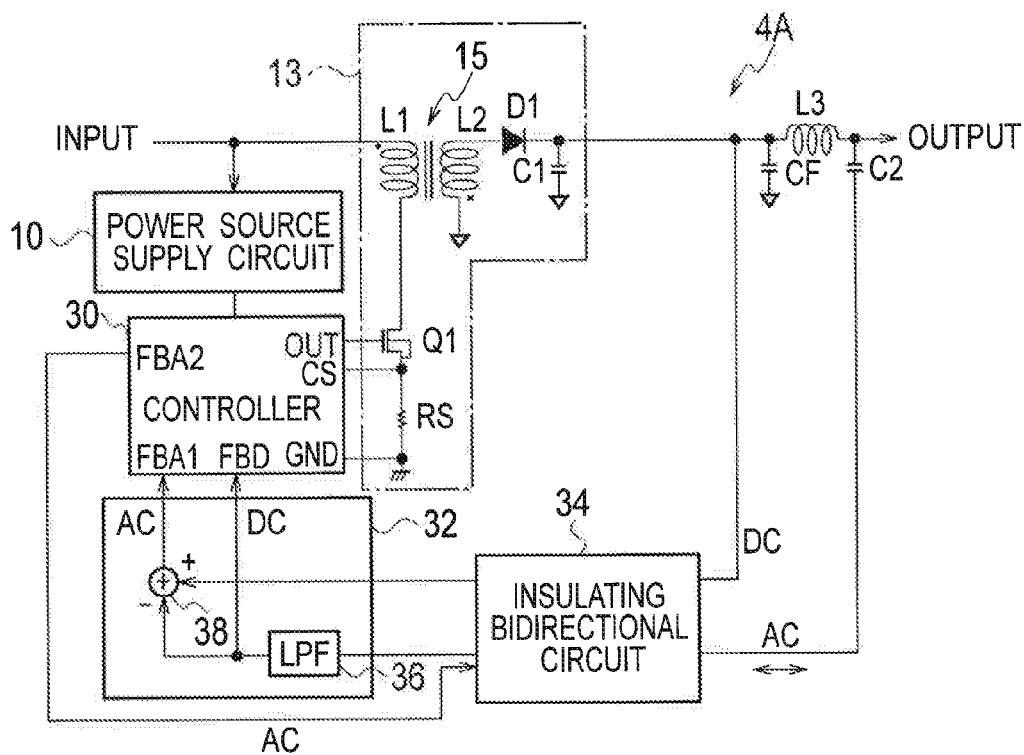 4A
13
15
L1
L2
D1
C1
L3
CF
C2
INPUT
OUTPUT
10
POWER SOURCE
SUPPLY CIRCUIT
30
FBA2
OUT
CS
Q1
CONTROLLER
RS
FBA1 FBD GND
AC
DC
32
+
-
38
LPF
36
34
INSULATING
BIDIRECTIONAL
CIRCUIT
DC
AC
AC